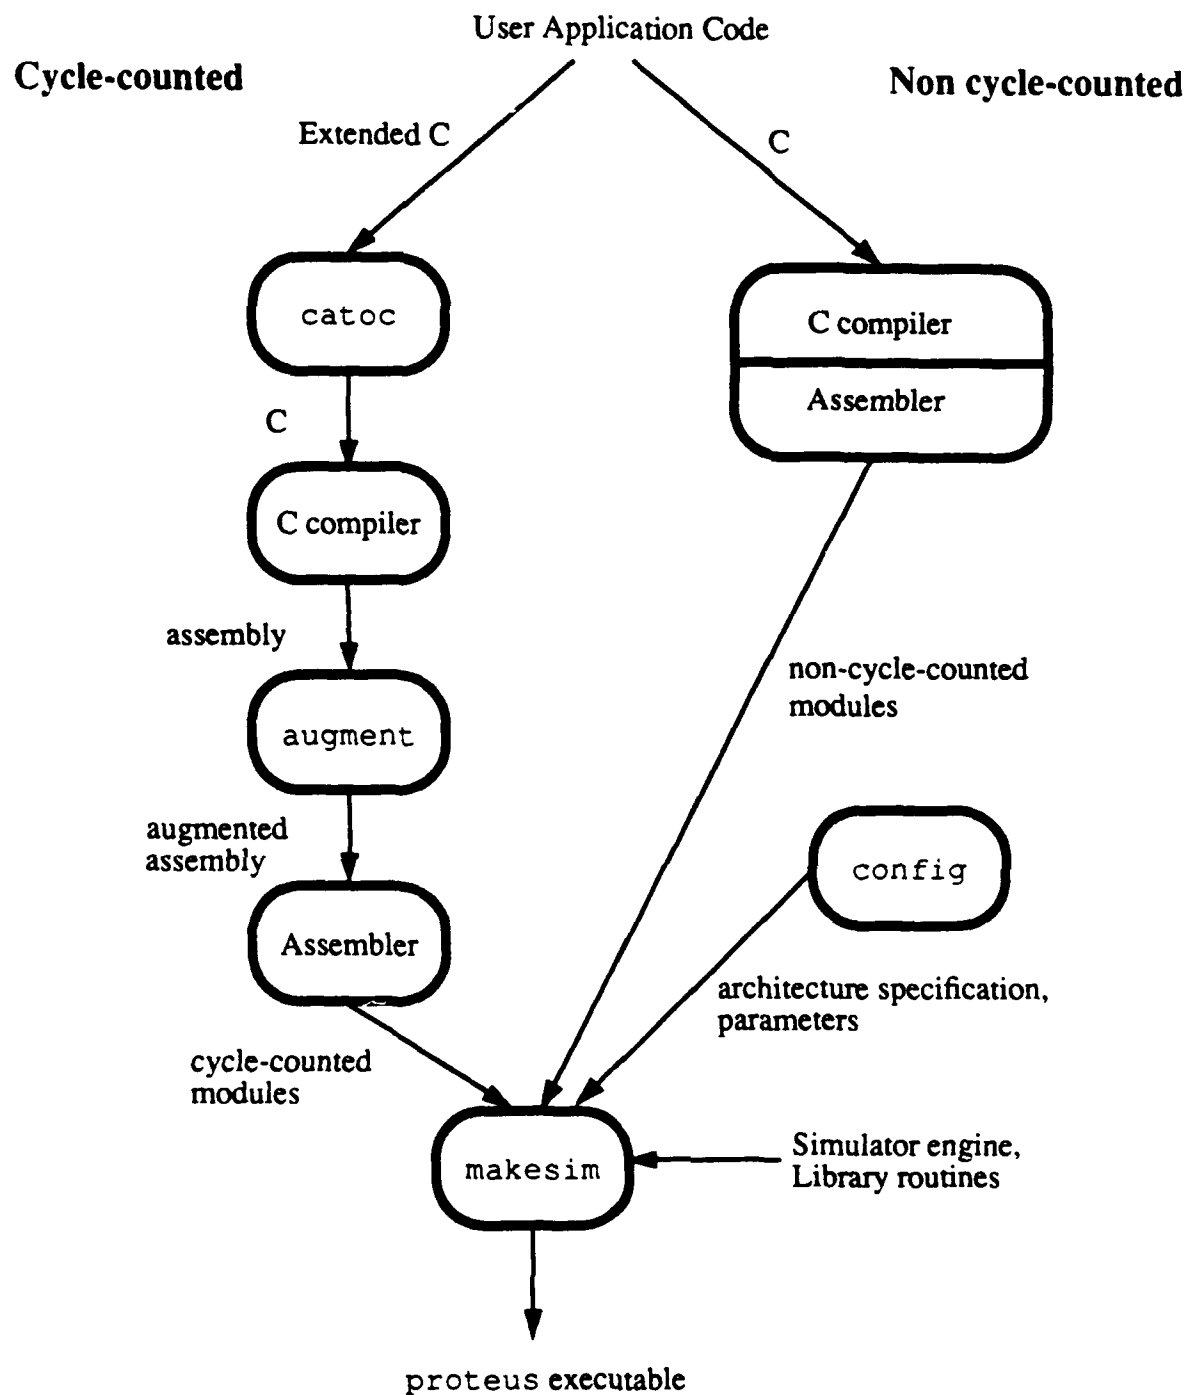 User Application Code
Cycle-counted
Non cycle-counted
Extended C
C
catoc
C compiler
Assembler
C
C compiler
assembly
non-cycle-counted
modules
augment
augmented
assembly
config
Assembler
architecture specification,
parameters
cycle-counted
modules
makesim
Simulator engine,
Library routines
proteus executable